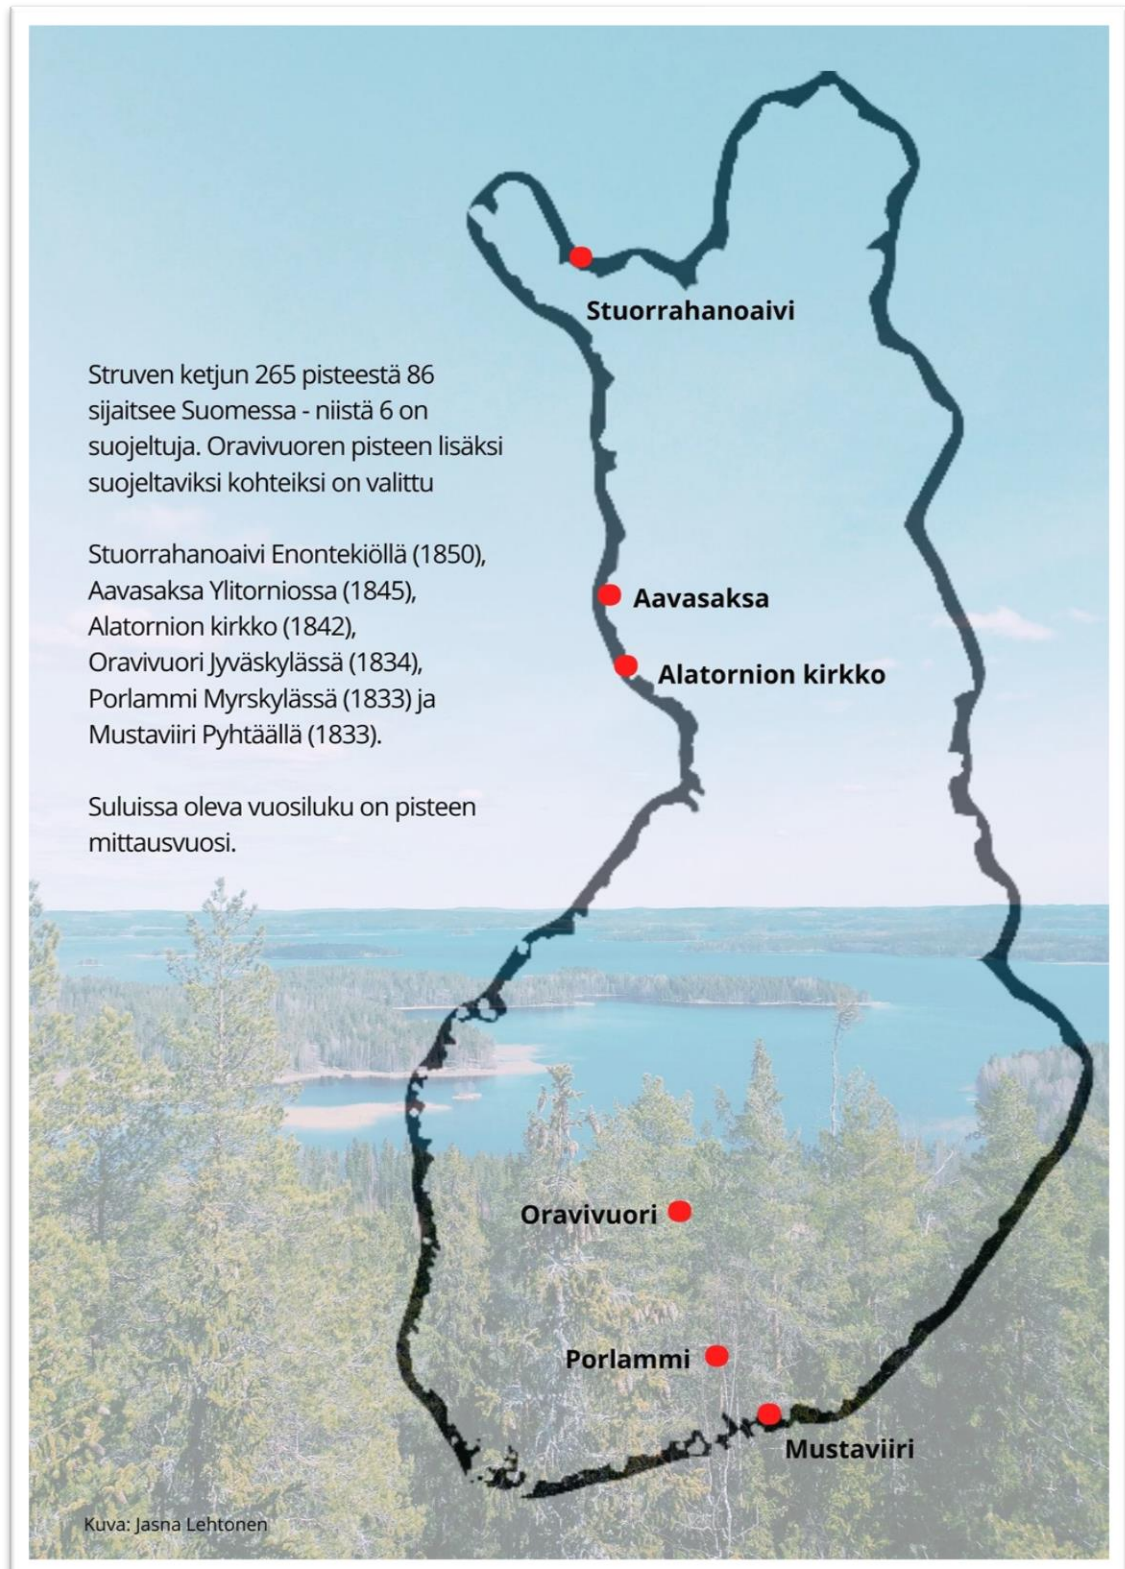 Stuorrahanoaivi
Struven ketjun 265 pisteestä 86
sijaitsee Suomessa - niistä 6 on
suojeltuja. Oravivuoren pisteen lisäksi
suojeltaviksi kohteiksi on valittu
Stuorrahanoaivi Enontekiöllä (1850),
Aavasaksa Ylitorniossa (1845),
Alatornion kirkko (1842),
Oravivuori Jyväskylässä (1834),
Porlammi Myrskylässä (1833) ja
Mustaviiri Pyhtäällä (1833).
Suluissa oleva vuosiluku on pisteen
mittausvuosi.
Aavasaksa
Alatornion kirkko
Oravivuori
Porlammi
Mustaviiri
Kuva: Jasna Lehtonen